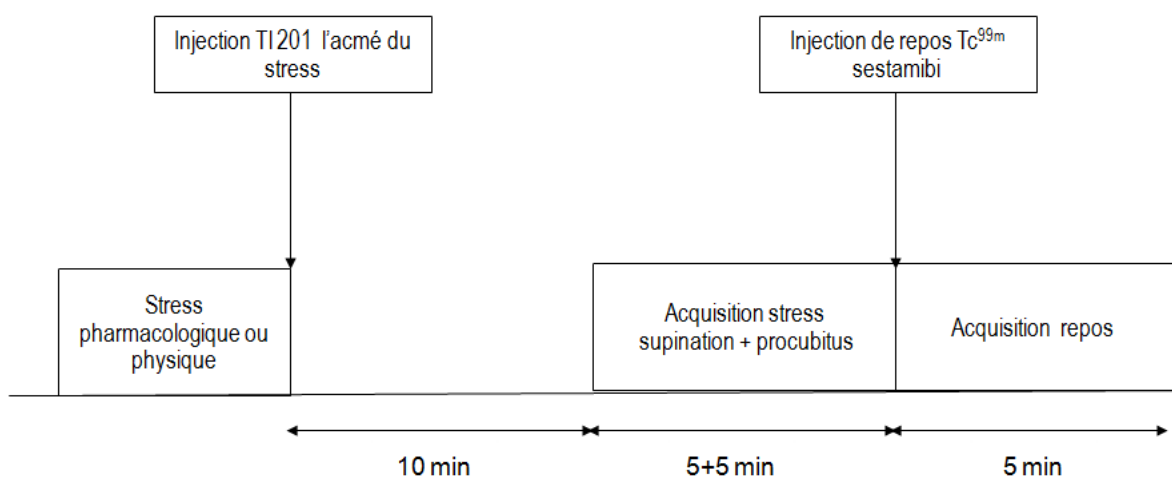 Injection Tl 201 l'acmé du
stress
Injection de repos Tc99m
sestamibi
Stress
pharmacologique ou
physique
Acquisition stress
supination + procubitus
Acquisition repos
10 min
5+5 min
5 min